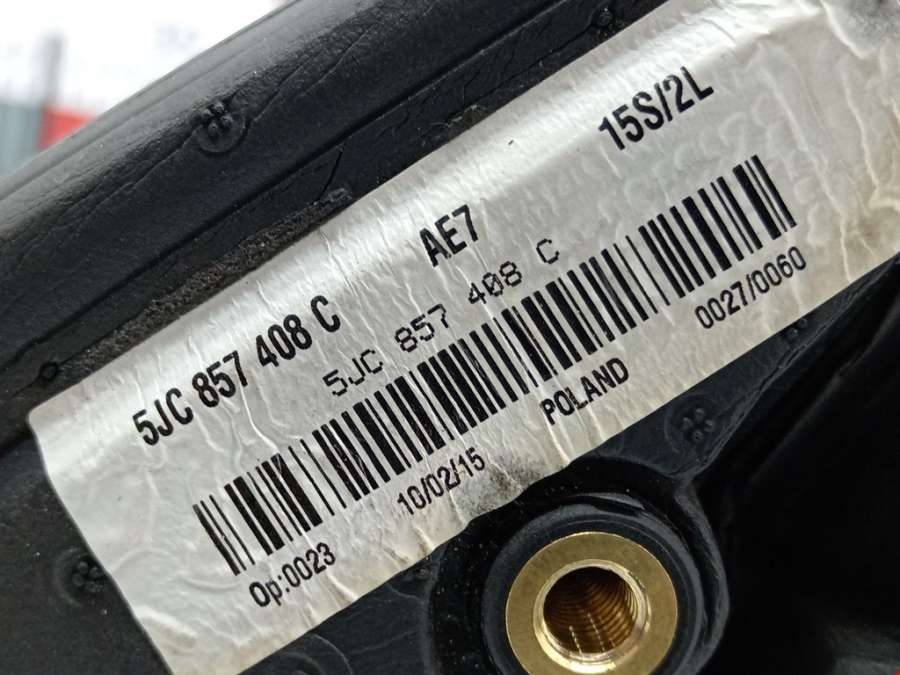 15S/2L
AE7
5JC 857 408 C
5JC 857 408 C
0027/0060
POLAND
10/02/15
Op:0023